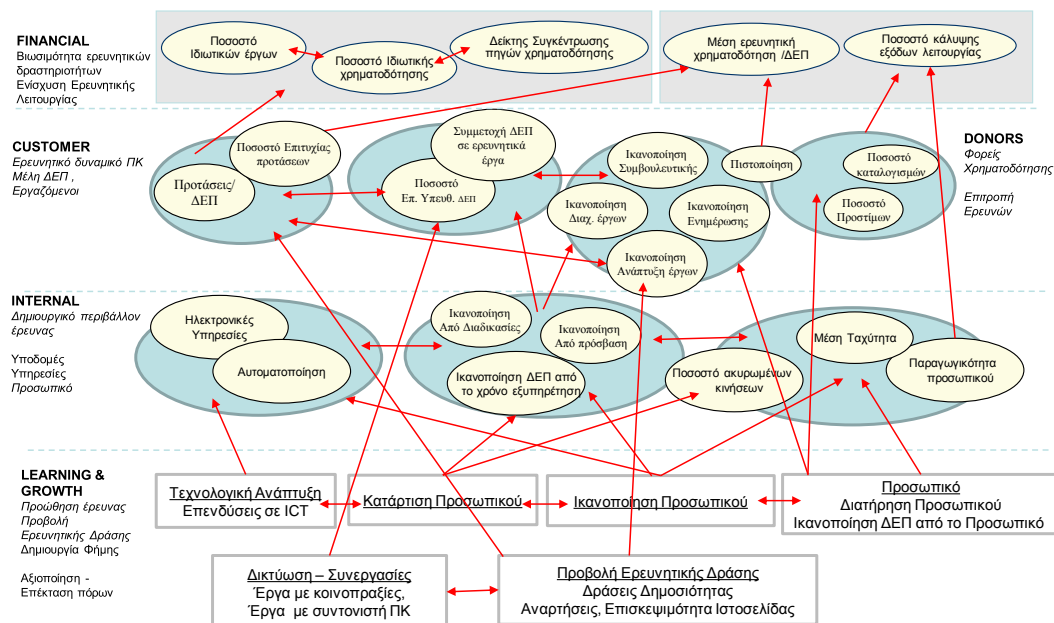 FINANCIAL
Βιωσιμότητα ερευνητικών
δραστηριοτήτων
Ενίσχυση Ερευνητικής
Λειτουργίας
Ποσοστό
Ιδιωτικών έργων
Ποσοστό Ιδιωτικής
χρηματοδότησης
Δείκτης Συγκέντρωσης
πηγών χρηματοδότησης
Μέση ερευνητική
χρηματοδότηση /ΔΕΠ
Ποσοστό κάλυψης
εξόδων λειτουργίας
CUSTOMER
Ερευνητικό δυναμικό ΠΚ
Μέλη ΔΕΠ ,
Εργαζόμενοι
Ποσοστό Επιτυχίας
προτάσεων
Προτάσεις/
ΔΕΠ
Συμμετοχή ΔΕΠ
σε ερευνητικά
έργα
Ποσοστό
Επ. Υπευθ. ΔΕΠ
Ικανοποίηση
Συμβουλευτικής
Ικανοποίηση
Διαχ. έργων
Ικανοποίηση
Ενημέρωσης
Ικανοποίηση
Ανάπτυξη έργων
Πιστοποίηση
Ποσοστό
καταλογισμών
Ποσοστό
Προστίμων
DONORS
Φορείς
Χρηματοδότησης
Επιτροπή
Ερευνών
INTERNAL
Δημιουργικό περιβάλλον
έρευνας
Υποδομές
Υπηρεσίες
Προσωπικό
Ηλεκτρονικές
Υπηρεσίες
Αυτοματοποίηση
Ικανοποίηση
Από Διαδικασίες
Ικανοποίηση
Από πρόσβαση
Ικανοποίηση ΔΕΠ από
το χρόνο εξυπηρέτηση
Ποσοστό ακυρωμένων
κινήσεων
Μέση Ταχύτητα
Παραγωγικότητα
προσωπικού
LEARNING &
GROWTH
Προώθηση έρευνας
Προβολή
Ερευνητικής Δράσης
Δημιουργία Φήμης
Αξιοποίηση -
Επέκταση πόρων
Τεχνολογική Ανάπτυξη
Επενδύσεις σε ICT
Κατάρτιση Προσωπικού
Ικανοποίηση Προσωπικού
Προσωπικό
Διατήρηση Προσωπικού
Ικανοποίηση ΔΕΠ από το Προσωπικό
Δικτύωση – Συνεργασίες
Έργα με κοινοπραξίες,
Έργα με συντονιστή ΠΚ
Προβολή Ερευνητικής Δράσης
Δράσεις Δημοσιότητας
Αναρτήσεις, Επισκεψιμότητα Ιστοσελίδας